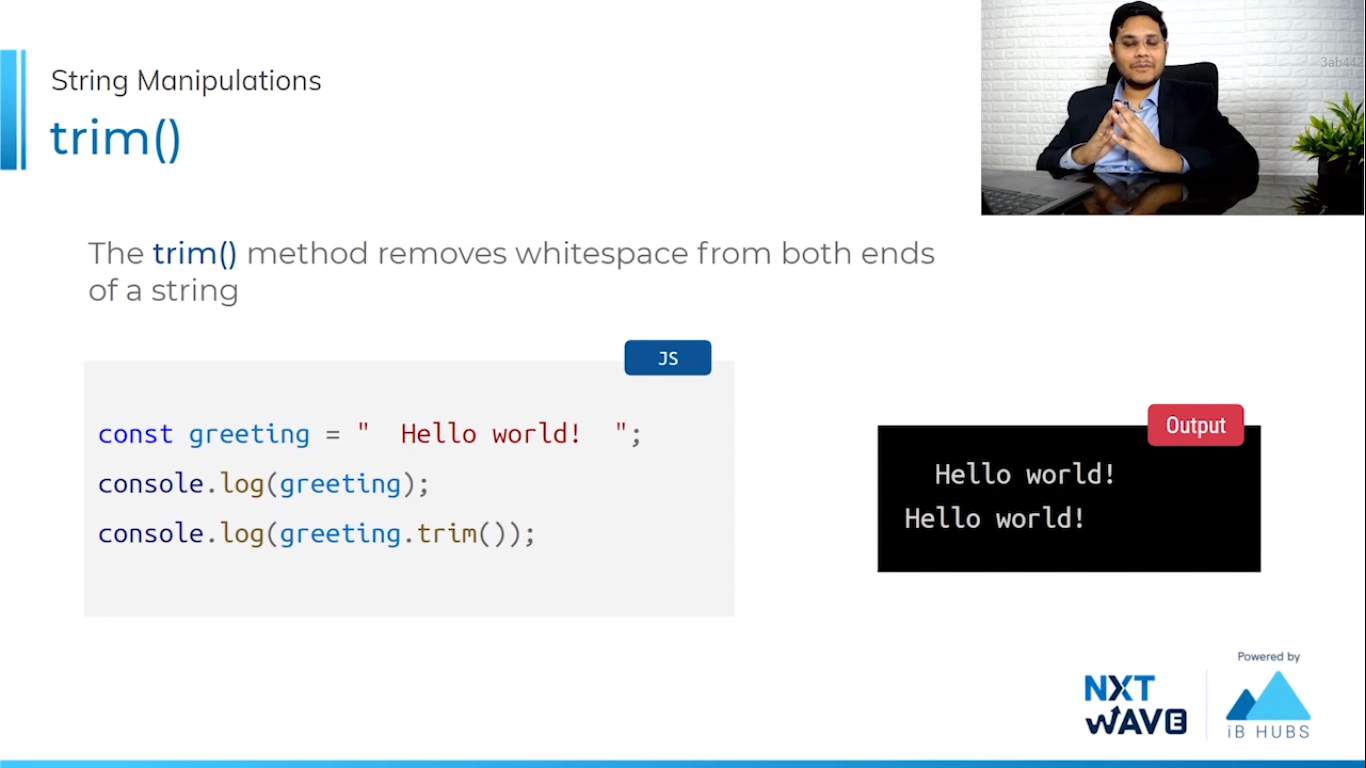 String Manipulations
trim()
3ab442
The trim() method removes whitespace from both ends
of a string
JS
const greeting = "  Hello world!  ";
console.log(greeting);
console.log(greeting.trim());
Output
  Hello world!
Hello world!
NXT
WAVE
Powered by
iB HUBS